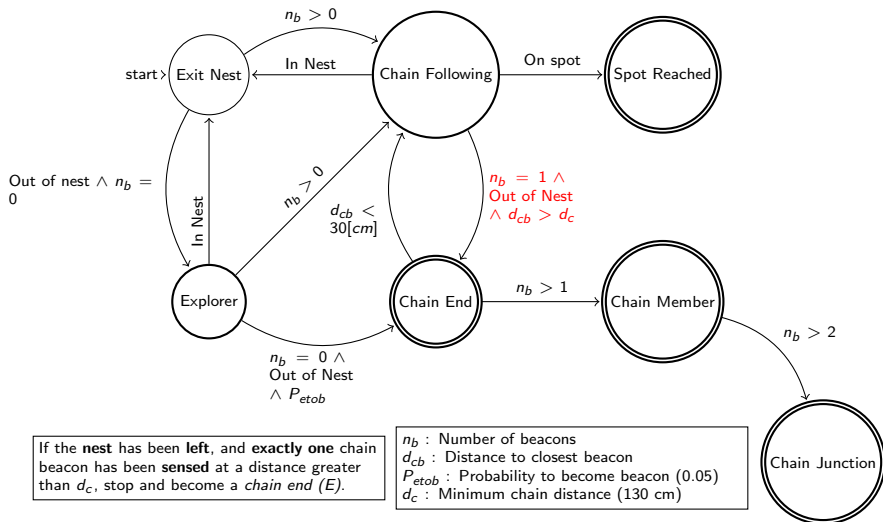 n_b > 0
start
Exit Nest
In Nest
Chain Following
On spot
Spot Reached
Out of nest ∧ n_b =
0
In Nest
n_b > 0
d_cb <
30[cm]
n_b = 1 ∧
Out of Nest
∧ d_cb > d_c
Explorer
Chain End
n_b > 1
Chain Member
n_b = 0 ∧
Out of Nest
∧ P_etob
n_b > 2
Chain Junction
If the nest has been left, and exactly one chain
beacon has been sensed at a distance greater
than d_c, stop and become a chain end (E).
n_b : Number of beacons
d_cb : Distance to closest beacon
P_etob : Probability to become beacon (0.05)
d_c : Minimum chain distance (130 cm)